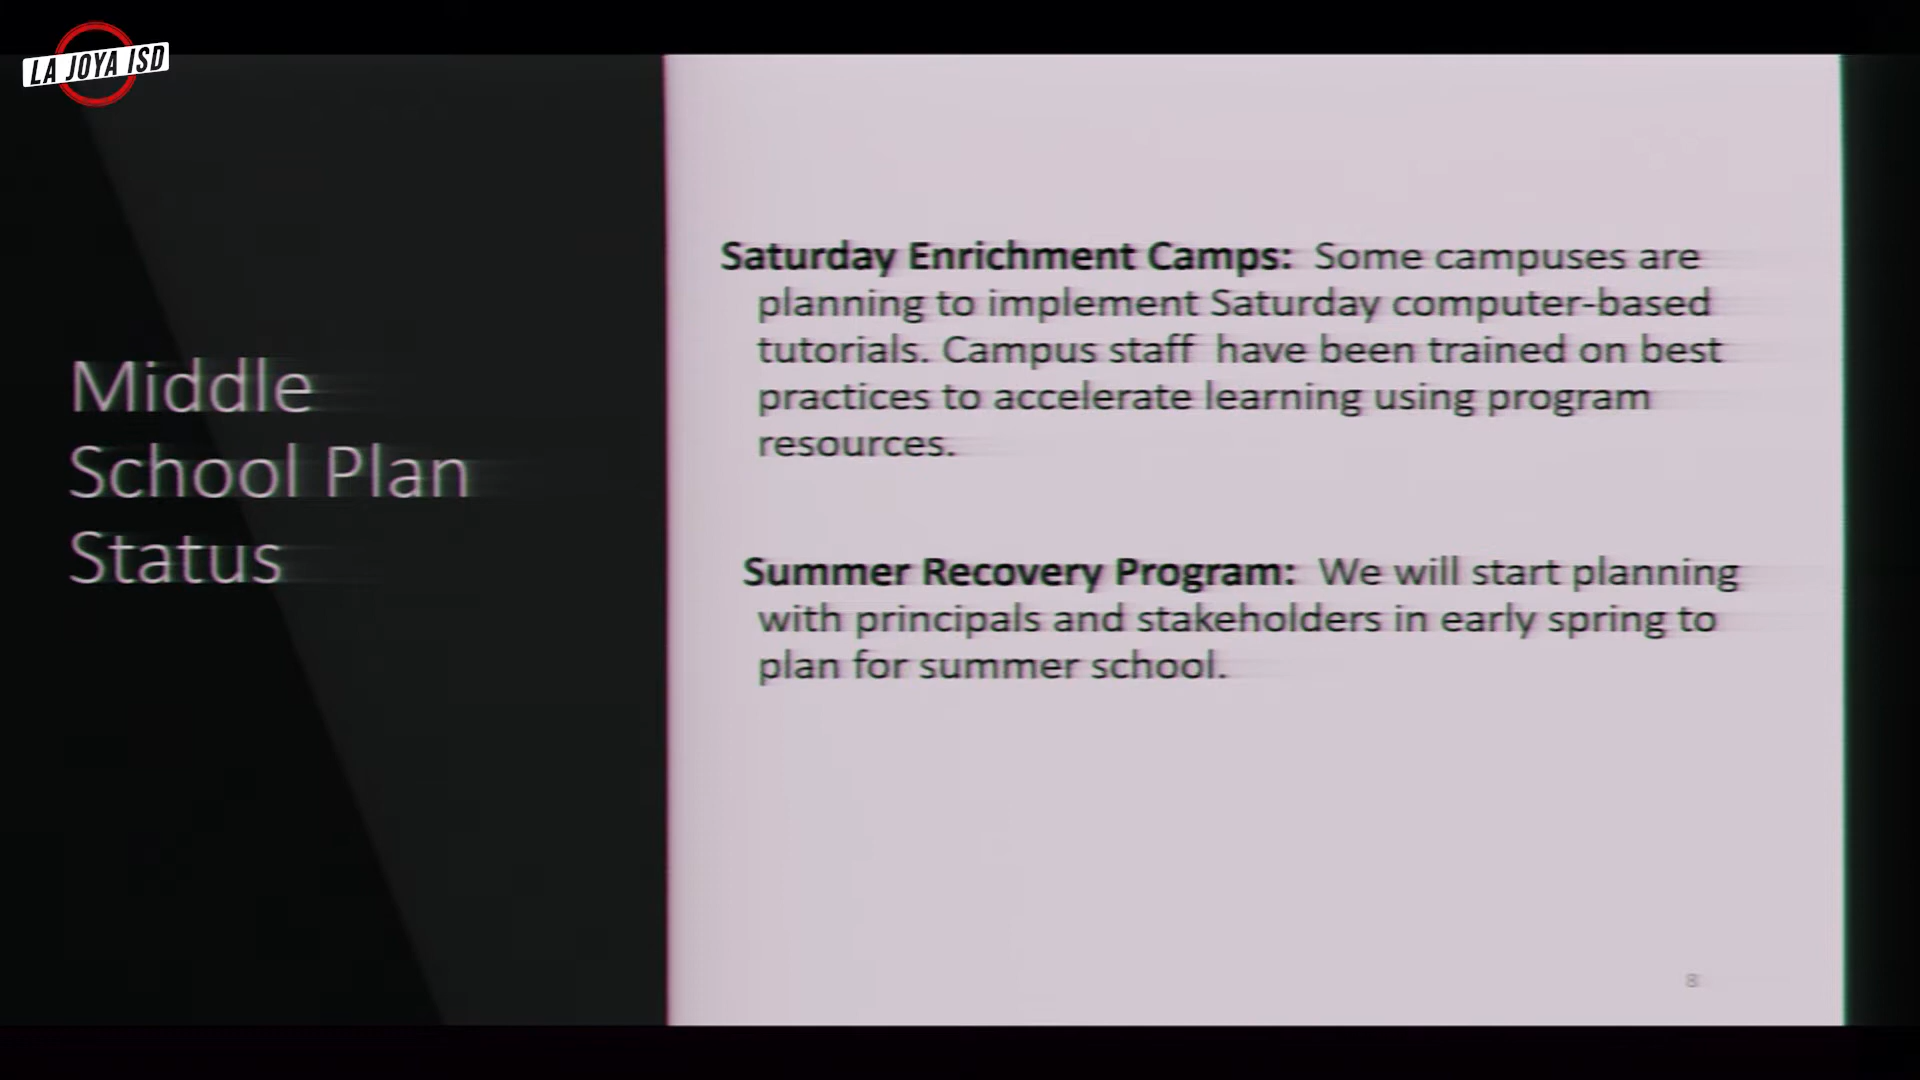 LA JOYA ISD
Middle
School Plan
Status
Saturday Enrichment Camps: Some campuses are
planning to implement Saturday computer-based
tutorials. Campus staff have been trained on best
practices to accelerate learning using program
resources.
Summer Recovery Program: We will start planning
with principals and stakeholders in early spring to
plan for summer school.
8